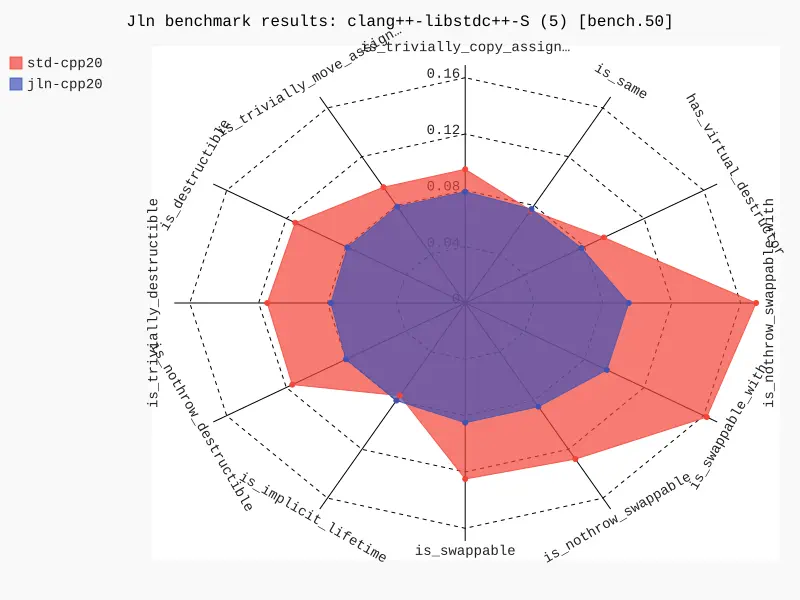 Jln benchmark results: clang++-libstdc++-S (5) [bench.50]
std-cpp20
jln-cpp20
is_trivially_copy_assign…
is_same
has_virtual_destructor
is_nothrow_swappable_with
is_swappable_with
is_nothrow_swappable
is_swappable
is_implicit_lifetime
is_nothrow_destructible
is_trivially_destructible
is_destructible
is_trivially_move_assign…
0.16
0.12
0.08
0.04
0